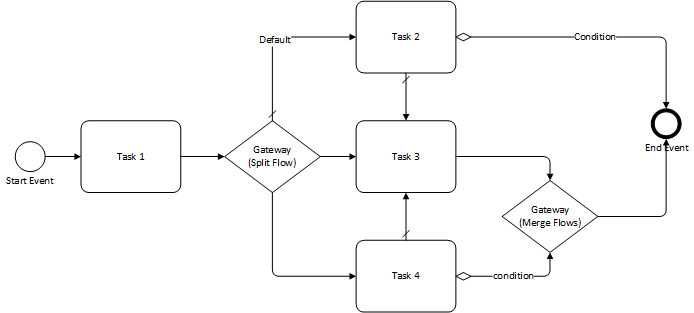 Default
Task 2
Condition
Start Event
Task 1
Gateway
(Split Flow)
Task 3
End Event
Gateway
(Merge Flows)
Task 4
condition